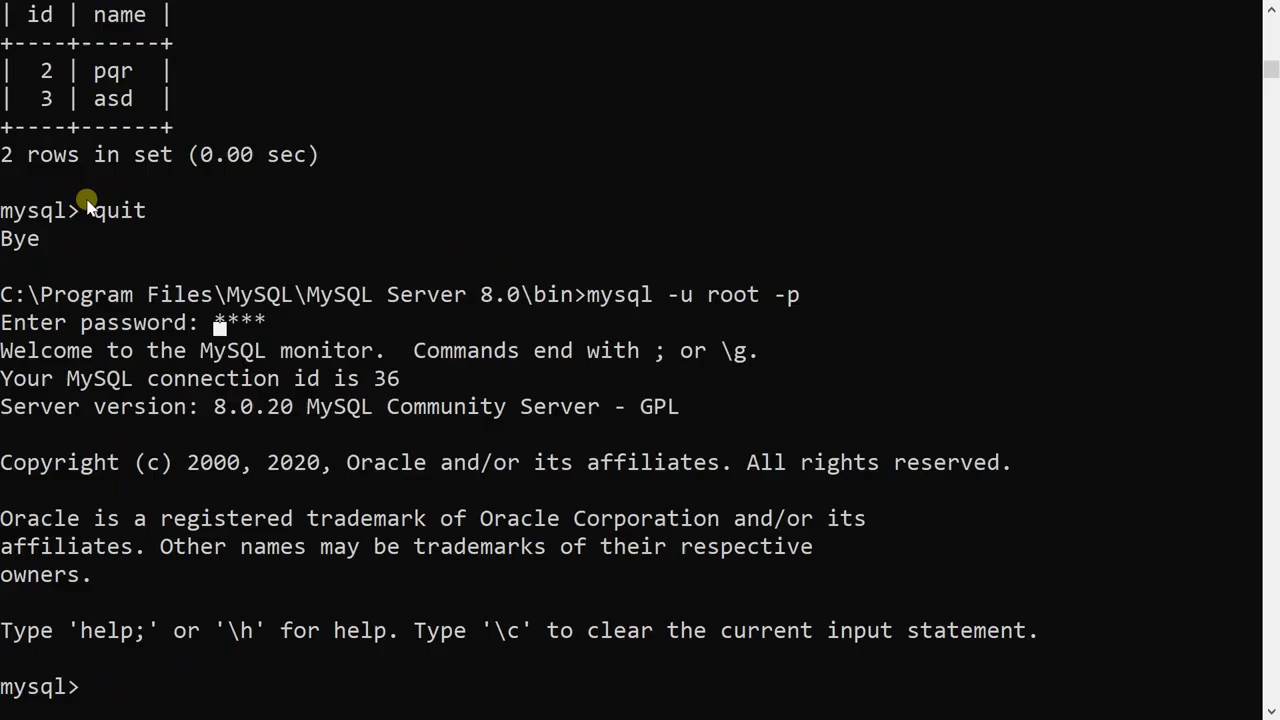 | id | name |
+----+------+
|  2 | pqr  |
|  3 | asd  |
+----+------+
2 rows in set (0.00 sec)
mysql> quit
Bye
C:\Program Files\MySQL\MySQL Server 8.0\bin>mysql -u root -p
Enter password: ****
Welcome to the MySQL monitor.  Commands end with ; or \g.
Your MySQL connection id is 36
Server version: 8.0.20 MySQL Community Server - GPL
Copyright (c) 2000, 2020, Oracle and/or its affiliates. All rights reserved.
Oracle is a registered trademark of Oracle Corporation and/or its
affiliates. Other names may be trademarks of their respective
owners.
Type 'help;' or '\h' for help. Type '\c' to clear the current input statement.
mysql>